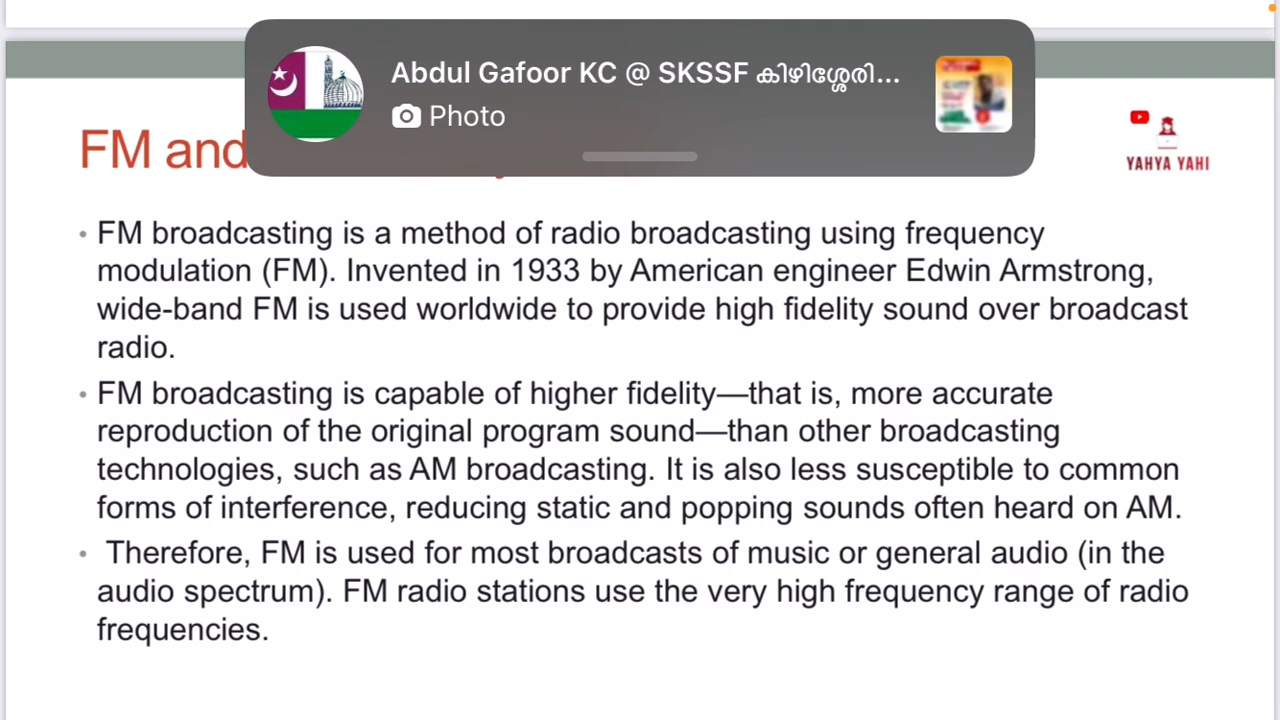 Abdul Gafoor KC @ SKSSF കിഴിശ്ശേരി...
Photo
FM and
YAHYA YAHI
• FM broadcasting is a method of radio broadcasting using frequency
modulation (FM). Invented in 1933 by American engineer Edwin Armstrong,
wide-band FM is used worldwide to provide high fidelity sound over broadcast
radio.
• FM broadcasting is capable of higher fidelity—that is, more accurate
reproduction of the original program sound—than other broadcasting
technologies, such as AM broadcasting. It is also less susceptible to common
forms of interference, reducing static and popping sounds often heard on AM.
• Therefore, FM is used for most broadcasts of music or general audio (in the
audio spectrum). FM radio stations use the very high frequency range of radio
frequencies.